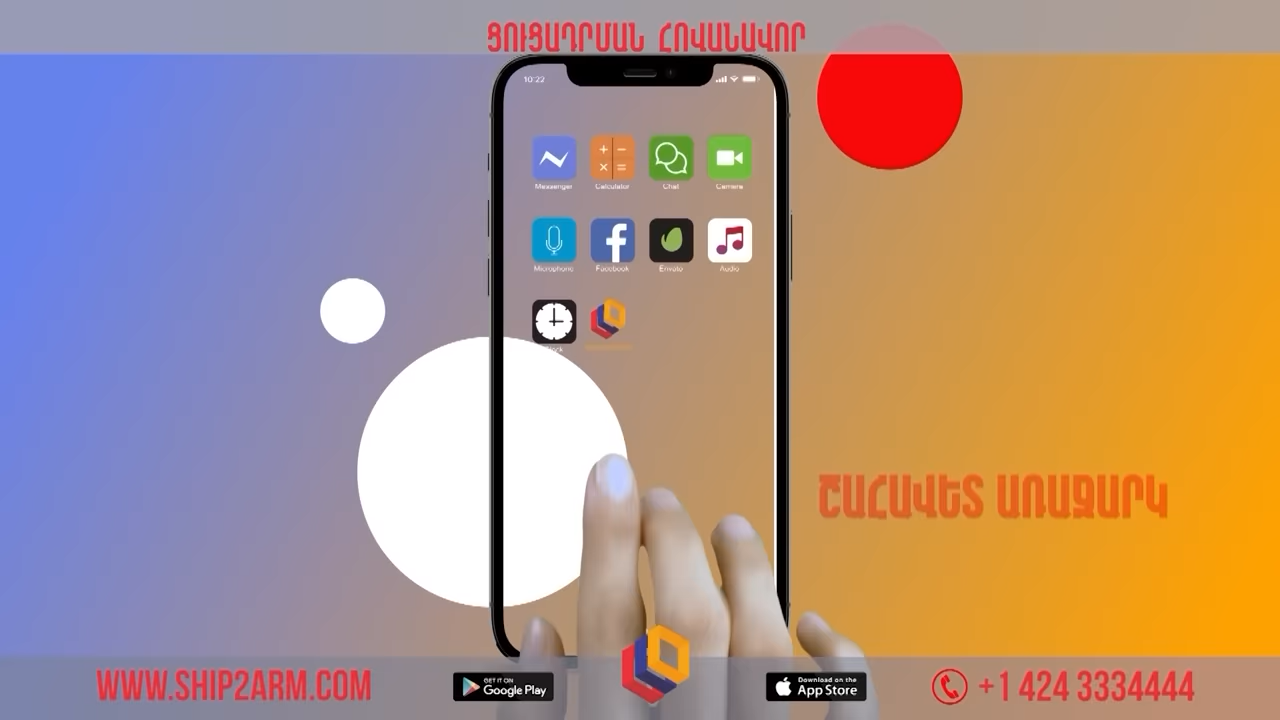 ՑՈՒՑԱԴՐՄԱՆ ՀՈՎԱՆԱՎՈՐ
10:22
Messenger Calculator Chat Camera
Microphone Facebook Envato Audio
ՇԱՀԱՎԵՏ ԱՌԱՋԱՐԿ
WWW.SHIP2ARM.COM
GET IT ON
Google Play
Download on the
App Store
+1 424 3334444